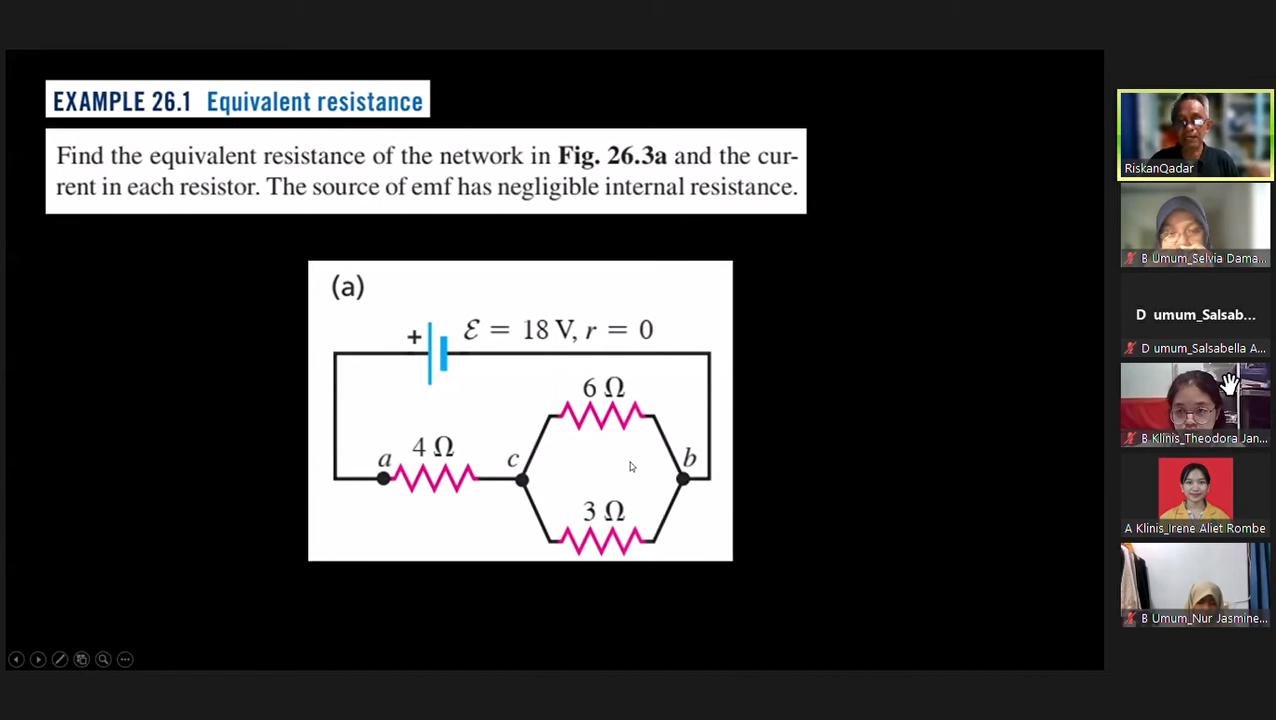 EXAMPLE 26.1 Equivalent resistance
Find the equivalent resistance of the network in Fig. 26.3a and the cur-
rent in each resistor. The source of emf has negligible internal resistance.
(a)
+
ℰ = 18 V, r = 0
6 Ω
4 Ω
a
c
b
3 Ω
RiskanQadar
B Umum_Selvia Dama...
D umum_Salsab...
D umum_Salsabella A...
B Klinis_Theodora Jan...
A Klinis_Irene Aliet Rombe
B Umum_Nur Jasmine...